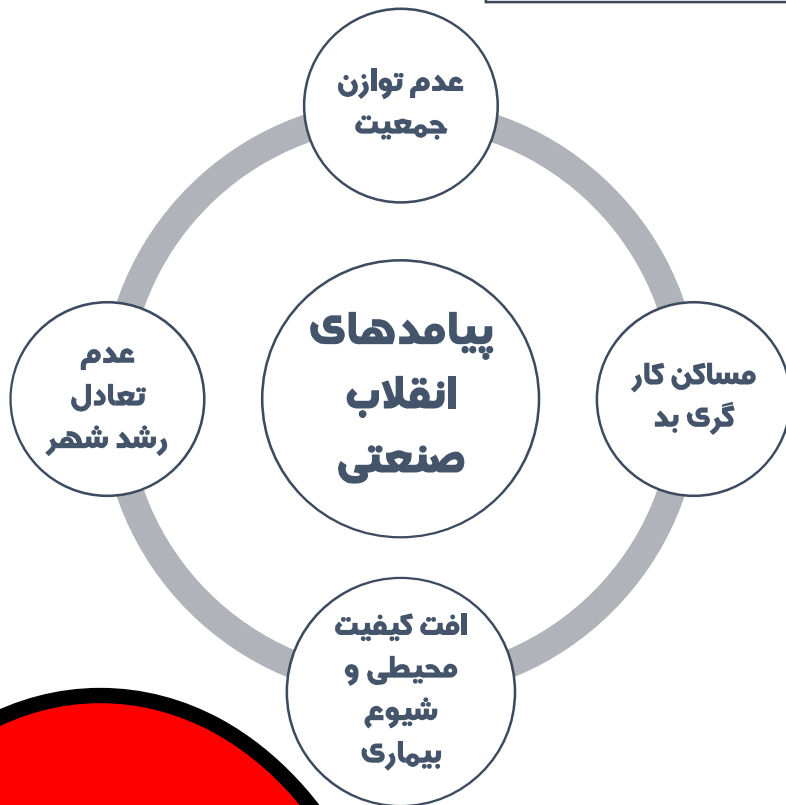 عدم توازن
جمعیت
پیامدهای
انقلاب
صنعتی
مساکن کار
گری بد
عدم
تعادل
رشد شهر
افت کیفیت
محیطی و
شیوع
بیماری